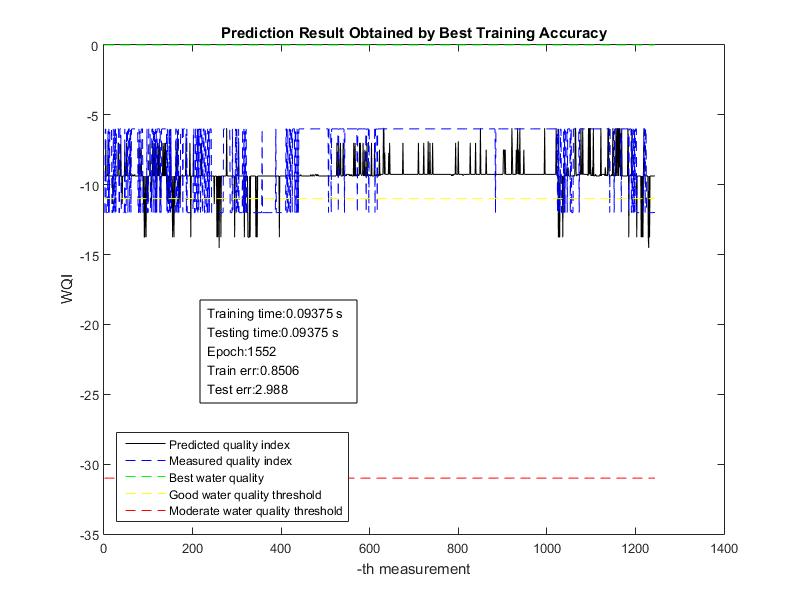 Prediction Result Obtained by Best Training Accuracy
0
-5
-10
-15
-20
-25
-30
-35
WQI
Training time:0.09375 s
Testing time:0.09375 s
Epoch:1552
Train err:0.8506
Test err:2.988
Predicted quality index
Measured quality index
Best water quality
Good water quality threshold
Moderate water quality threshold
0 200 400 600 800 1000 1200 1400
-th measurement